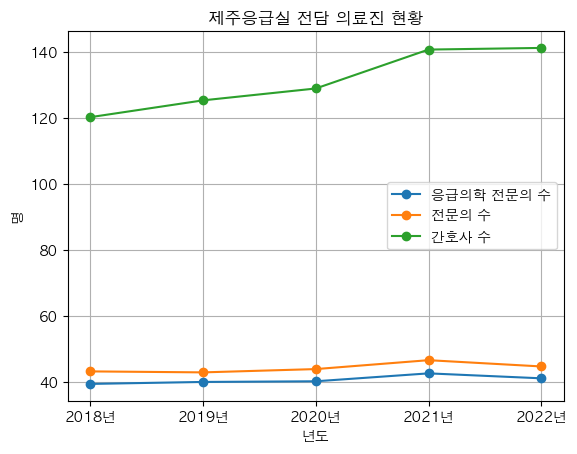 제주응급실 전담 의료진 현황
140
120
100
80
60
40
명
응급의학 전문의 수
전문의 수
간호사 수
2018년 2019년 2020년 2021년 2022년
년도